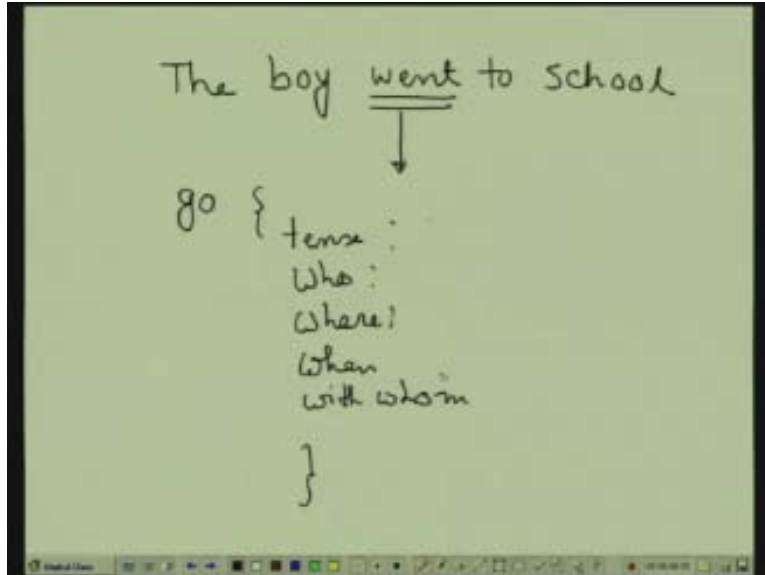 The boy went to school
go {
tense :
Who :
Where :
When
with whom
}